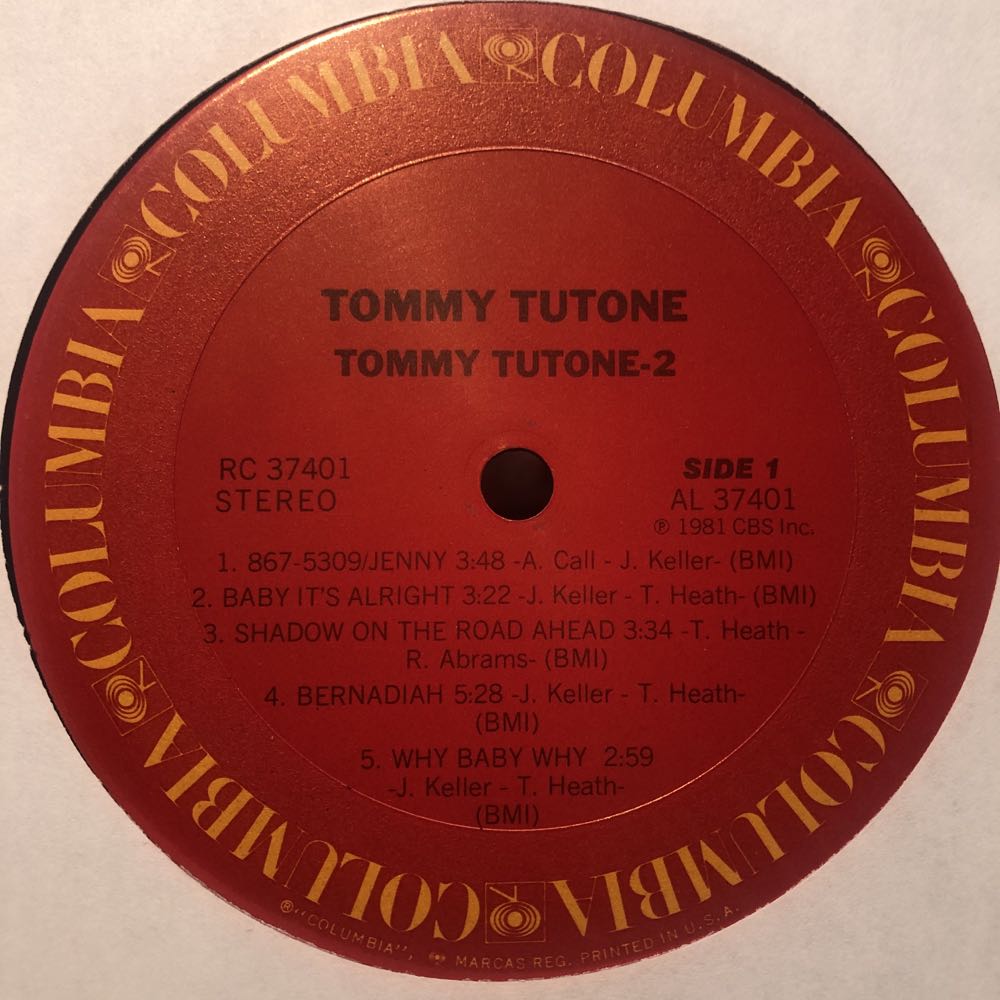 COLUMBIA COLUMBIA COLUMBIA COLUMBIA COLUMBIA COLUMBIA COLUMBIA COLUMBIA
TOMMY TUTONE
TOMMY TUTONE-2
RC 37401
STEREO
SIDE 1
AL 37401
℗ 1981 CBS Inc.
1. 867-5309/JENNY 3:48 -A. Call - J. Keller- (BMI)
2. BABY IT'S ALRIGHT 3:22 -J. Keller - T. Heath- (BMI)
3. SHADOW ON THE ROAD AHEAD 3:34 -T. Heath -
R. Abrams- (BMI)
4. BERNADIAH 5:28 -J. Keller - T. Heath-
(BMI)
5. WHY BABY WHY 2:59
-J. Keller - T. Heath-
(BMI)
®"COLUMBIA", MARCAS REG. PRINTED IN U.S.A.